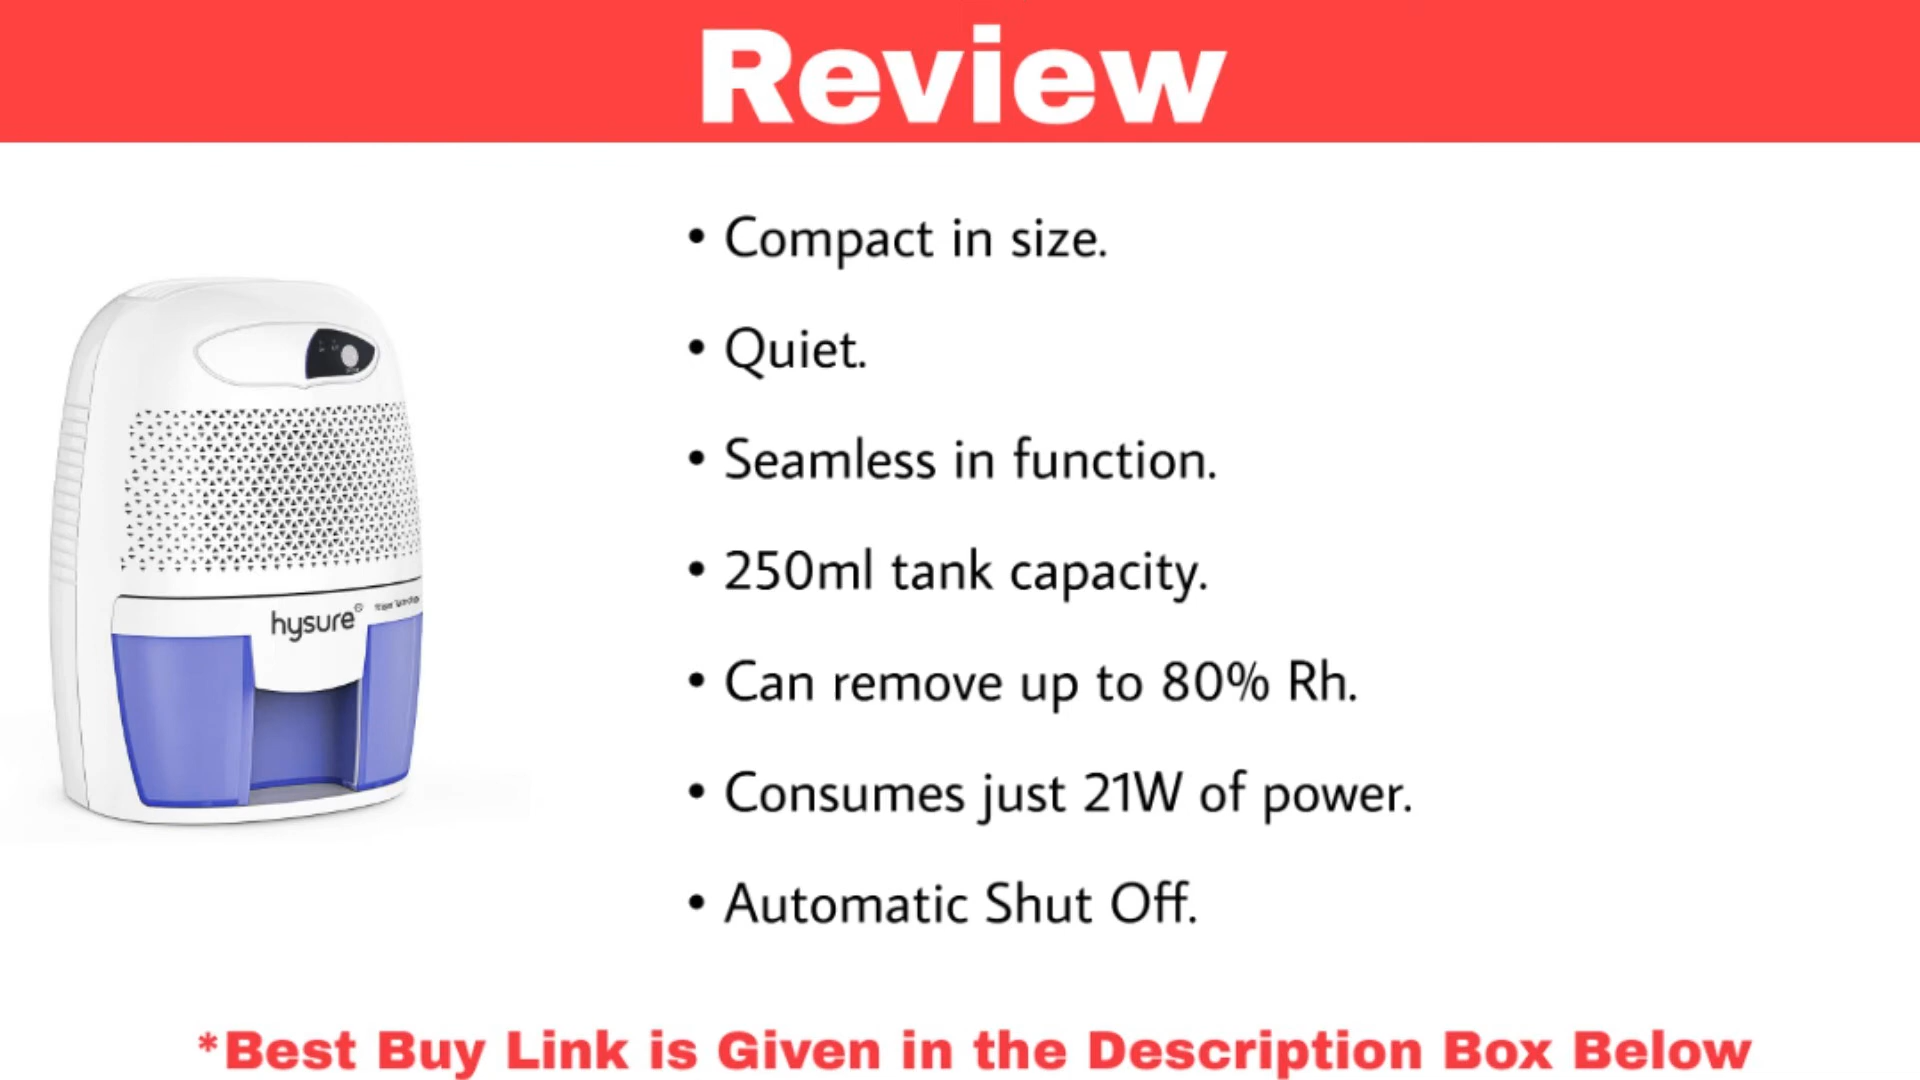 Review
• Compact in size.
• Quiet.
• Seamless in function.
• 250ml tank capacity.
• Can remove up to 80% Rh.
• Consumes just 21W of power.
• Automatic Shut Off.
hysure®
*Best Buy Link is Given in the Description Box Below